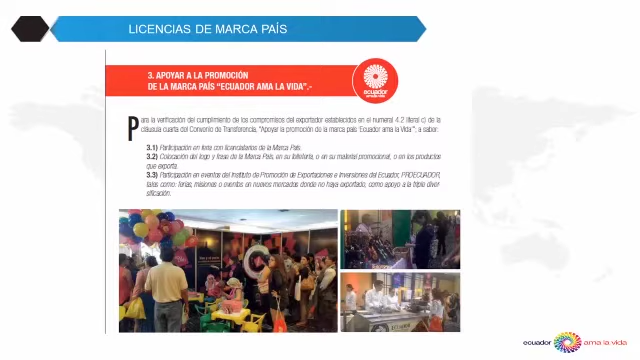 LICENCIAS DE MARCA PAÍS
3. APOYAR A LA PROMOCIÓN
DE LA MARCA PAÍS “ECUADOR AMA LA VIDA”.-
ecuador
ama la vida
Para la verificación del cumplimiento de los compromisos del exportador establecidos en el numeral 4.2 literal c) de la
cláusula cuarta del Convenio de Transferencia, “Apoyar la promoción de la marca país ‘Ecuador ama la Vida’”; a saber:
3.1) Participación en feria con licenciatarios de la Marca País.
3.2) Colocación del logo y frase de la Marca País, en su folletería, o en su material promocional, o en los productos
que exporta.
3.3) Participación en eventos del Instituto de Promoción de Exportaciones e Inversiones del Ecuador, PROECUADOR,
tales como: ferias, misiones o eventos en nuevos mercados donde no haya exportado, como apoyo a la triple diver
sificación.
ecuador ama la vida